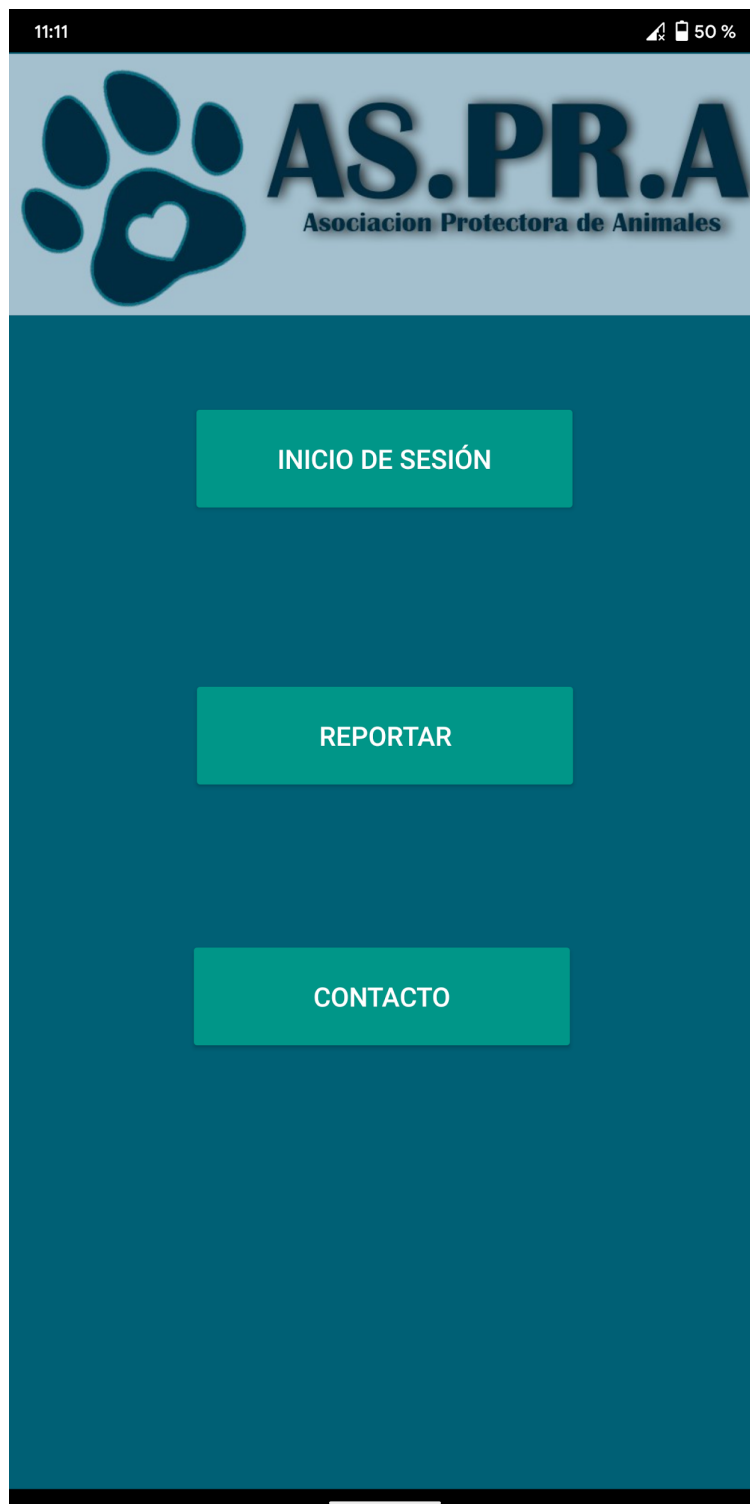 11:11
50 %
AS.PR.A
Asociacion Protectora de Animales
INICIO DE SESIÓN
REPORTAR
CONTACTO